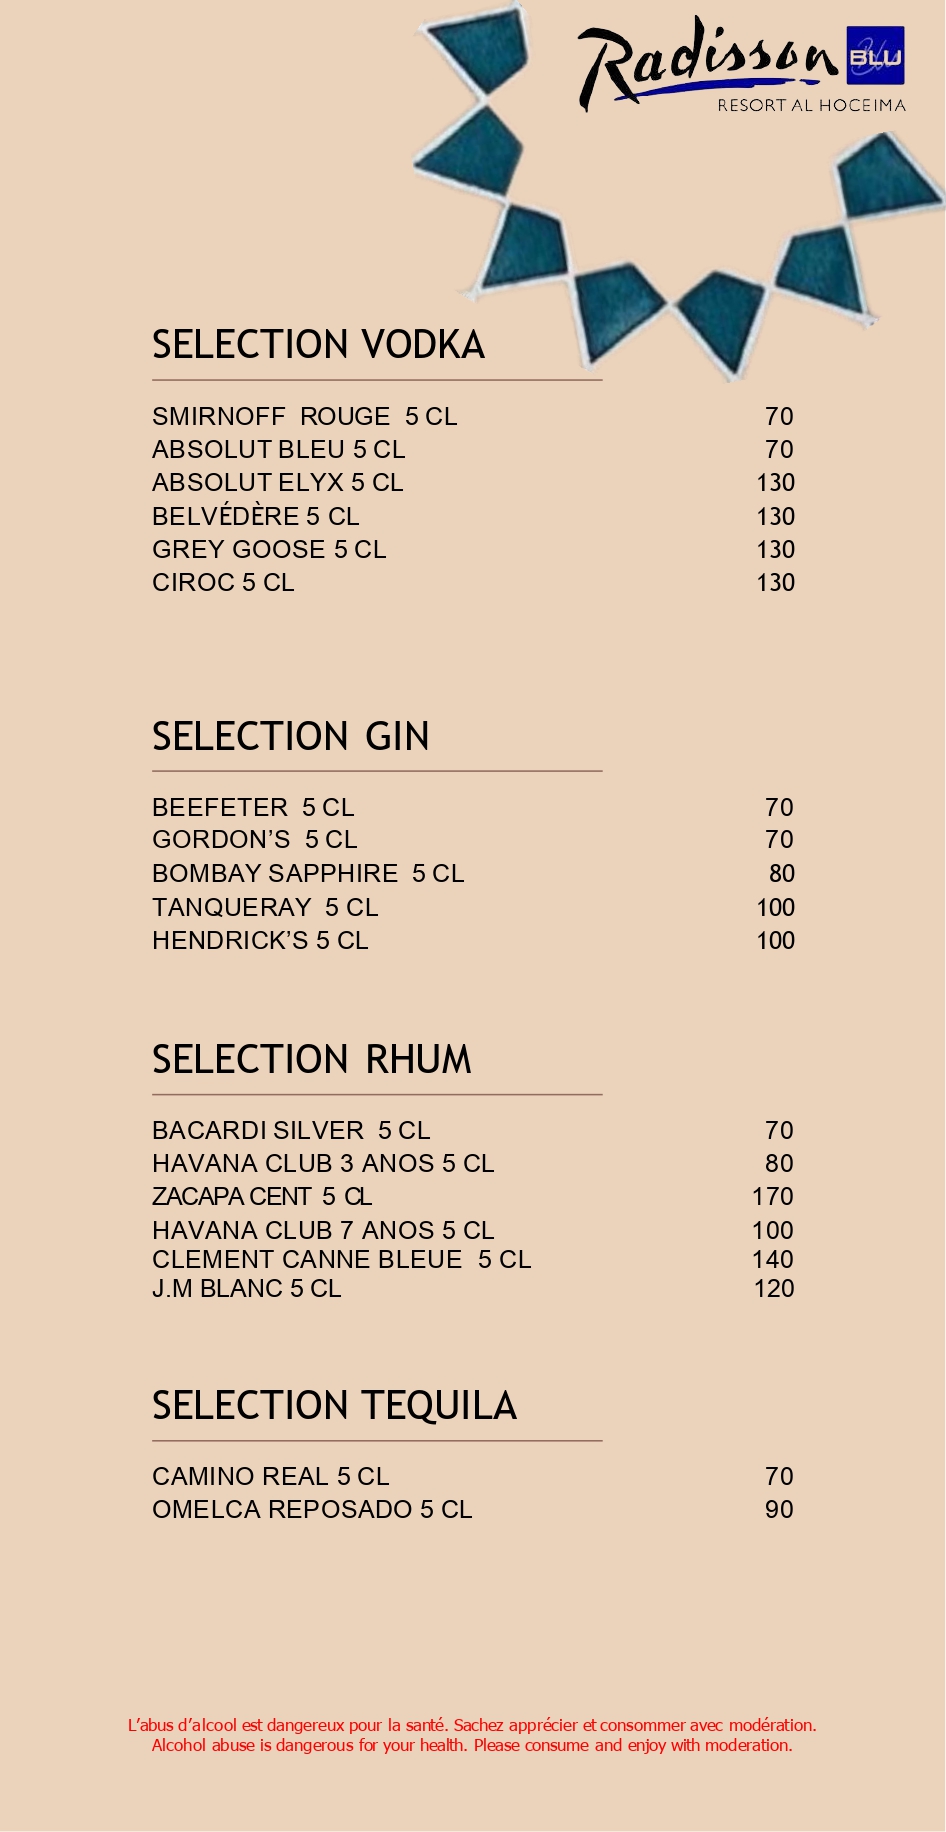 Radisson BLU
RESORT AL HOCEIMA
SELECTION VODKA
SMIRNOFF ROUGE 5 CL 70
ABSOLUT BLEU 5 CL 70
ABSOLUT ELYX 5 CL 130
BELVÉDÈRE 5 CL 130
GREY GOOSE 5 CL 130
CIROC 5 CL 130
SELECTION GIN
BEEFETER 5 CL 70
GORDON’S 5 CL 70
BOMBAY SAPPHIRE 5 CL 80
TANQUERAY 5 CL 100
HENDRICK’S 5 CL 100
SELECTION RHUM
BACARDI SILVER 5 CL 70
HAVANA CLUB 3 ANOS 5 CL 80
ZACAPA CENT 5 CL 170
HAVANA CLUB 7 ANOS 5 CL 100
CLEMENT CANNE BLEUE 5 CL 140
J.M BLANC 5 CL 120
SELECTION TEQUILA
CAMINO REAL 5 CL 70
OMELCA REPOSADO 5 CL 90
L’abus d’alcool est dangereux pour la santé. Sachez apprécier et consommer avec modération.
Alcohol abuse is dangerous for your health. Please consume and enjoy with moderation.